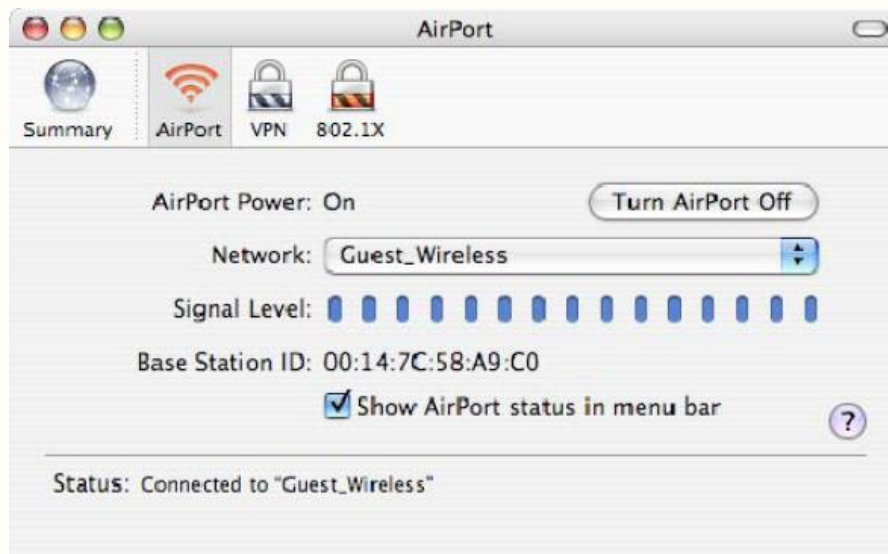 AirPort
Summary AirPort VPN 802.1X
AirPort Power: On Turn AirPort Off
Network: Guest_Wireless
Signal Level:
Base Station ID: 00:14:7C:58:A9:C0
Show AirPort status in menu bar
?
Status: Connected to "Guest_Wireless"